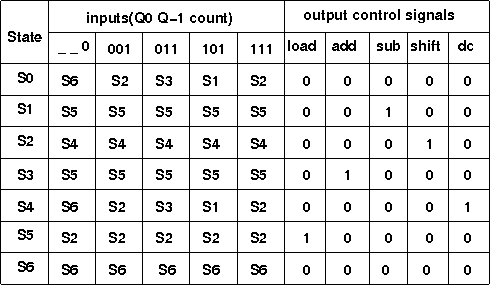 State inputs(Q0 Q−1 count) output control signals
_ _ 0 001 011 101 111 load add sub shift dc
S0 S6 S2 S3 S1 S2 0 0 0 0 0
S1 S5 S5 S5 S5 S5 0 0 1 0 0
S2 S4 S4 S4 S4 S4 0 0 0 1 0
S3 S5 S5 S5 S5 S5 0 1 0 0 0
S4 S6 S2 S3 S1 S2 0 0 0 0 1
S5 S2 S2 S2 S2 S2 1 0 0 0 0
S6 S6 S6 S6 S6 S6 0 0 0 0 0